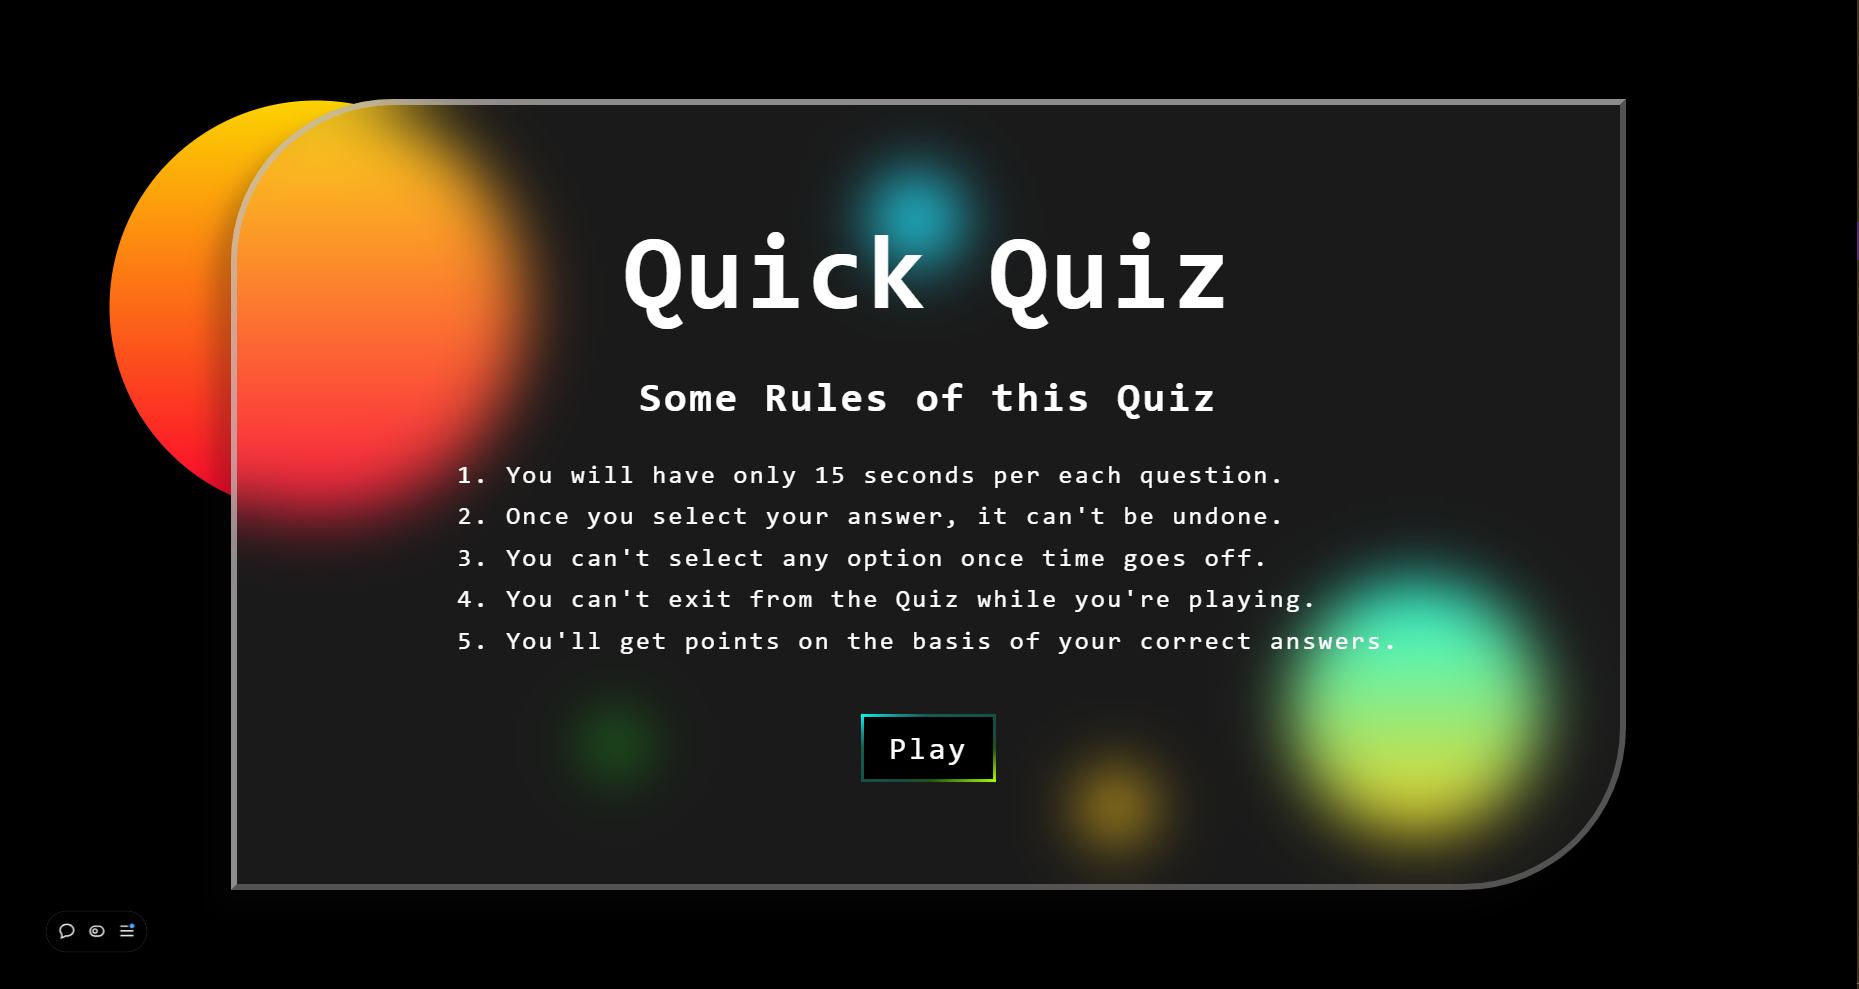 Quick Quiz
Some Rules of this Quiz
1. You will have only 15 seconds per each question.
2. Once you select your answer, it can't be undone.
3. You can't select any option once time goes off.
4. You can't exit from the Quiz while you're playing.
5. You'll get points on the basis of your correct answers.
Play